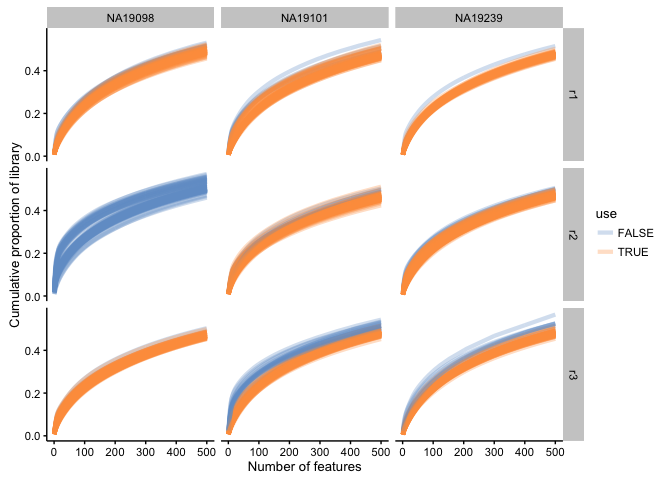 NA19098 NA19101 NA19239
Cumulative proportion of library
0.4
0.2
0.0
r1
0.4
0.2
0.0
r2
0.4
0.2
0.0
r3
0 100 200 300 400 500 0 100 200 300 400 500 0 100 200 300 400 500
Number of features
use
FALSE
TRUE